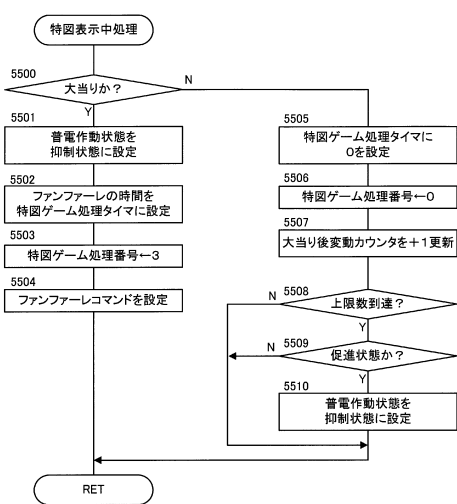 特図表示中処理
5500
大当りか？
N
Y
5501
普電作動状態を
抑制状態に設定
5502
ファンファーレの時間を
特図ゲーム処理タイマに設定
5503
特図ゲーム処理番号←3
5504
ファンファーレコマンドを設定
5505
特図ゲーム処理タイマに
0を設定
5506
特図ゲーム処理番号←0
5507
大当り後変動カウンタを＋1更新
5508
上限数到達？
N
Y
5509
促進状態か？
N
Y
5510
普電作動状態を
抑制状態に設定
RET